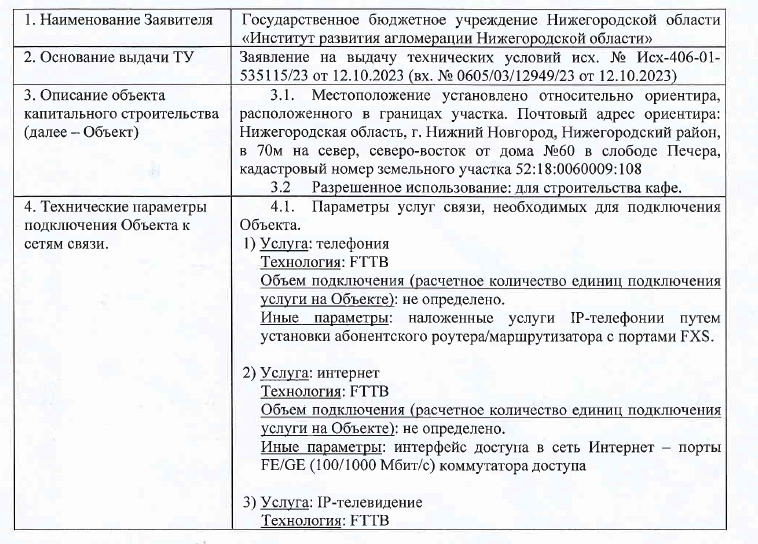 1. Наименование Заявителя
Государственное бюджетное учреждение Нижегородской области
«Институт развития агломерации Нижегородской области»
2. Основание выдачи ТУ
Заявление на выдачу технических условий исх. № Исх-406-01-
535115/23 от 12.10.2023 (вх. № 0605/03/12949/23 от 12.10.2023)
3. Описание объекта
капитального строительства
(далее – Объект)
3.1. Местоположение установлено относительно ориентира,
расположенного в границах участка. Почтовый адрес ориентира:
Нижегородская область, г. Нижний Новгород, Нижегородский район,
в 70м на север, северо-восток от дома №60 в слободе Печера,
кадастровый номер земельного участка 52:18:0060009:108
3.2 Разрешенное использование: для строительства кафе.
4. Технические параметры
подключения Объекта к
сетям связи.
4.1. Параметры услуг связи, необходимых для подключения
Объекта.
1) Услуга: телефония
Технология: FTTB
Объем подключения (расчетное количество единиц подключения
услуги на Объекте): не определено.
Иные параметры: наложенные услуги IP-телефонии путем
установки абонентского роутера/маршрутизатора с портами FXS.
2) Услуга: интернет
Технология: FTTB
Объем подключения (расчетное количество единиц подключения
услуги на Объекте): не определено.
Иные параметры: интерфейс доступа в сеть Интернет – порты
FE/GE (100/1000 Мбит/с) коммутатора доступа
3) Услуга: IP-телевидение
Технология: FTTB